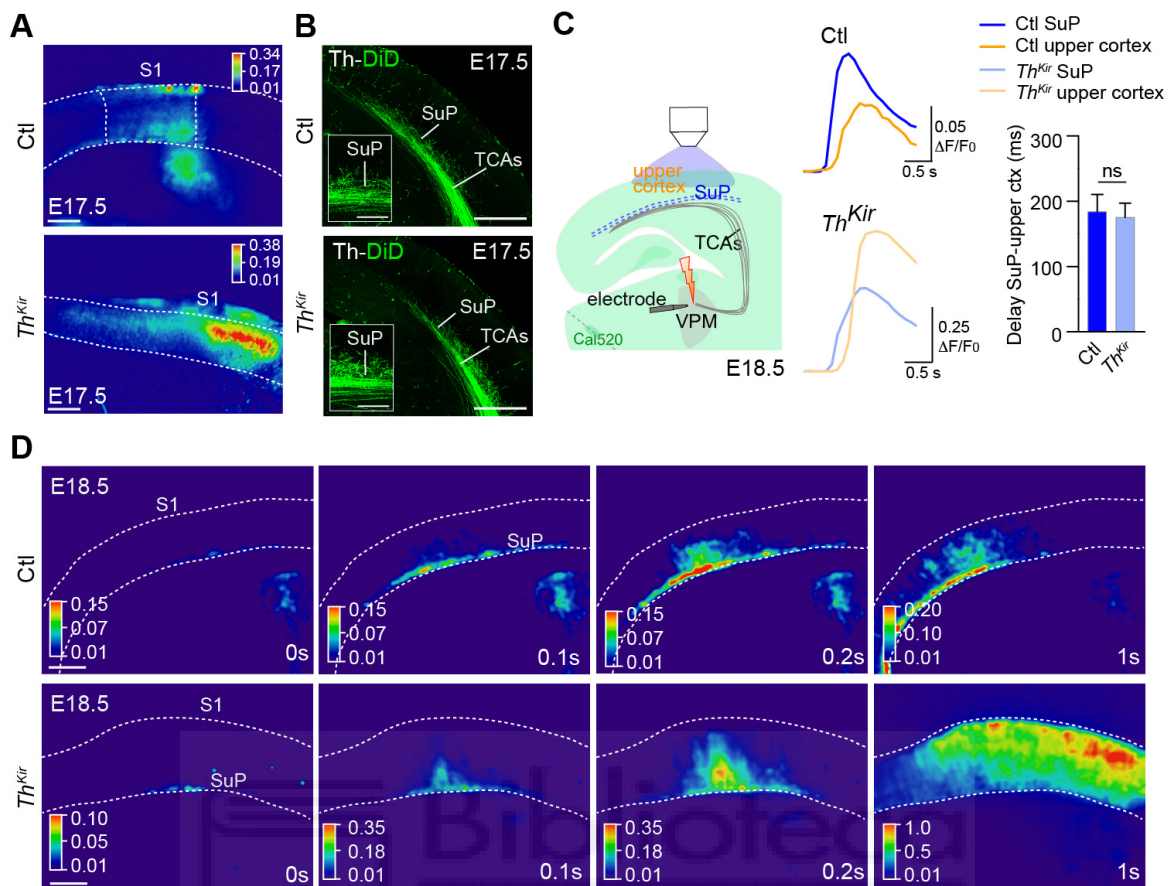 A
S1
0.34
0.17
0.01
Ctl
E17.5
S1
0.38
0.19
0.01
Th^Kir
E17.5
B
Th-DiD
E17.5
SuP
SuP
TCAs
Ctl
Th-DiD
E17.5
SuP
SuP
TCAs
Th^Kir
C
upper
cortex
SuP
TCAs
electrode
VPM
Cal520
E18.5
Ctl
0.05
ΔF/F0
0.5 s
Th^Kir
0.25
ΔF/F0
0.5 s
Ctl SuP
Ctl upper cortex
Th^Kir SuP
Th^Kir upper cortex
Delay SuP-upper ctx (ms)
300
200
100
0
ns
Ctl
Th^Kir
D
Ctl
E18.5
S1
0.15
0.07
0.01
0s
SuP
0.15
0.07
0.01
0.1s
0.15
0.07
0.01
0.2s
0.20
0.10
0.01
1s
Th^Kir
E18.5
S1
SuP
0.10
0.05
0.01
0s
0.35
0.18
0.01
0.1s
0.35
0.18
0.01
0.2s
1.0
0.5
0.01
1s
Biblioteca